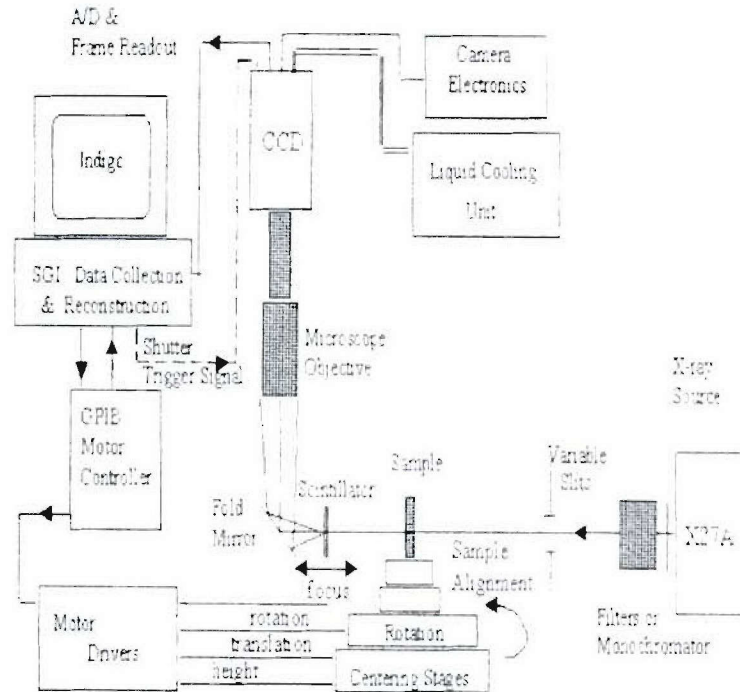 A/D &
Frame Readout
Camera
Electronics
CCD
Indigo
Liquid Cooling
Unit
SGI Data Collection
& Reconstruction
Microscope
Objective
Shutter
Trigger Signal
X-ray
Source
GPIB
Motor
Controller
Sample
Variable
Slits
Scintillator
Fold
Mirror
X27A
Sample
Alignment
focus
Filters or
Monochromator
Motor
Drivers
rotation
translation
height
Rotation
Centering Stages